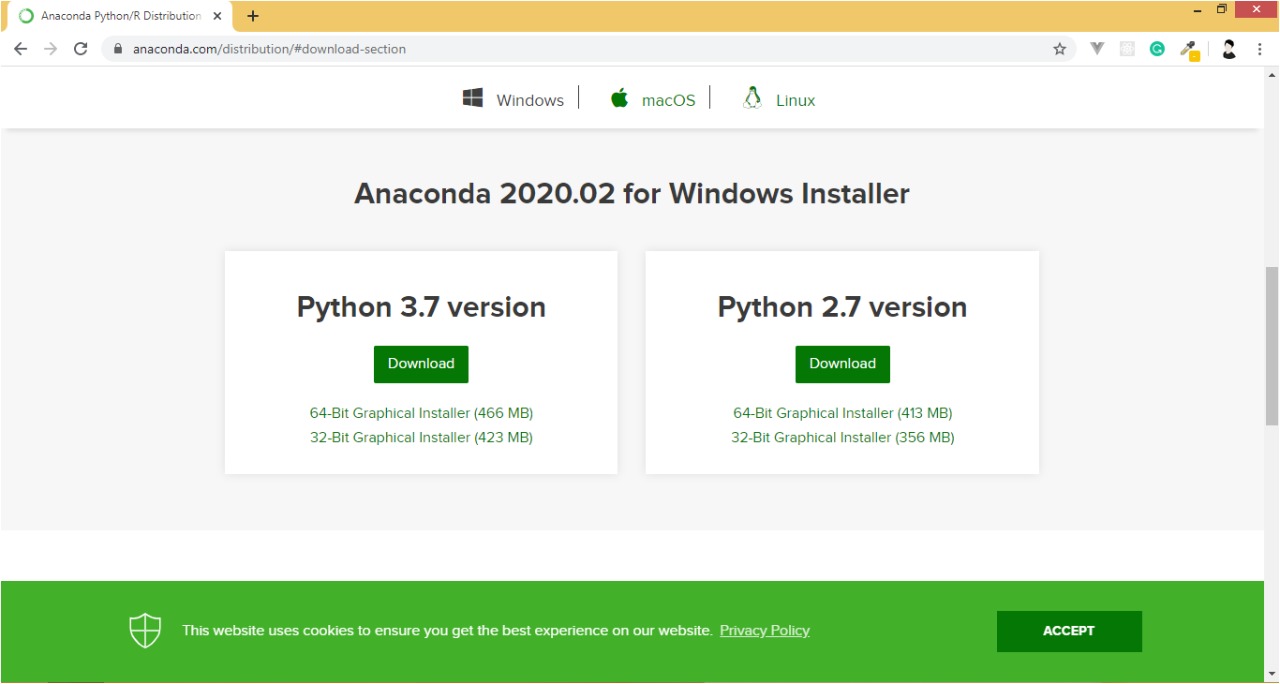 Anaconda Python/R Distribution
anaconda.com/distribution/#download-section
Windows macOS Linux
Anaconda 2020.02 for Windows Installer
Python 3.7 version
Download
64-Bit Graphical Installer (466 MB)
32-Bit Graphical Installer (423 MB)
Python 2.7 version
Download
64-Bit Graphical Installer (413 MB)
32-Bit Graphical Installer (356 MB)
This website uses cookies to ensure you get the best experience on our website. Privacy Policy
ACCEPT